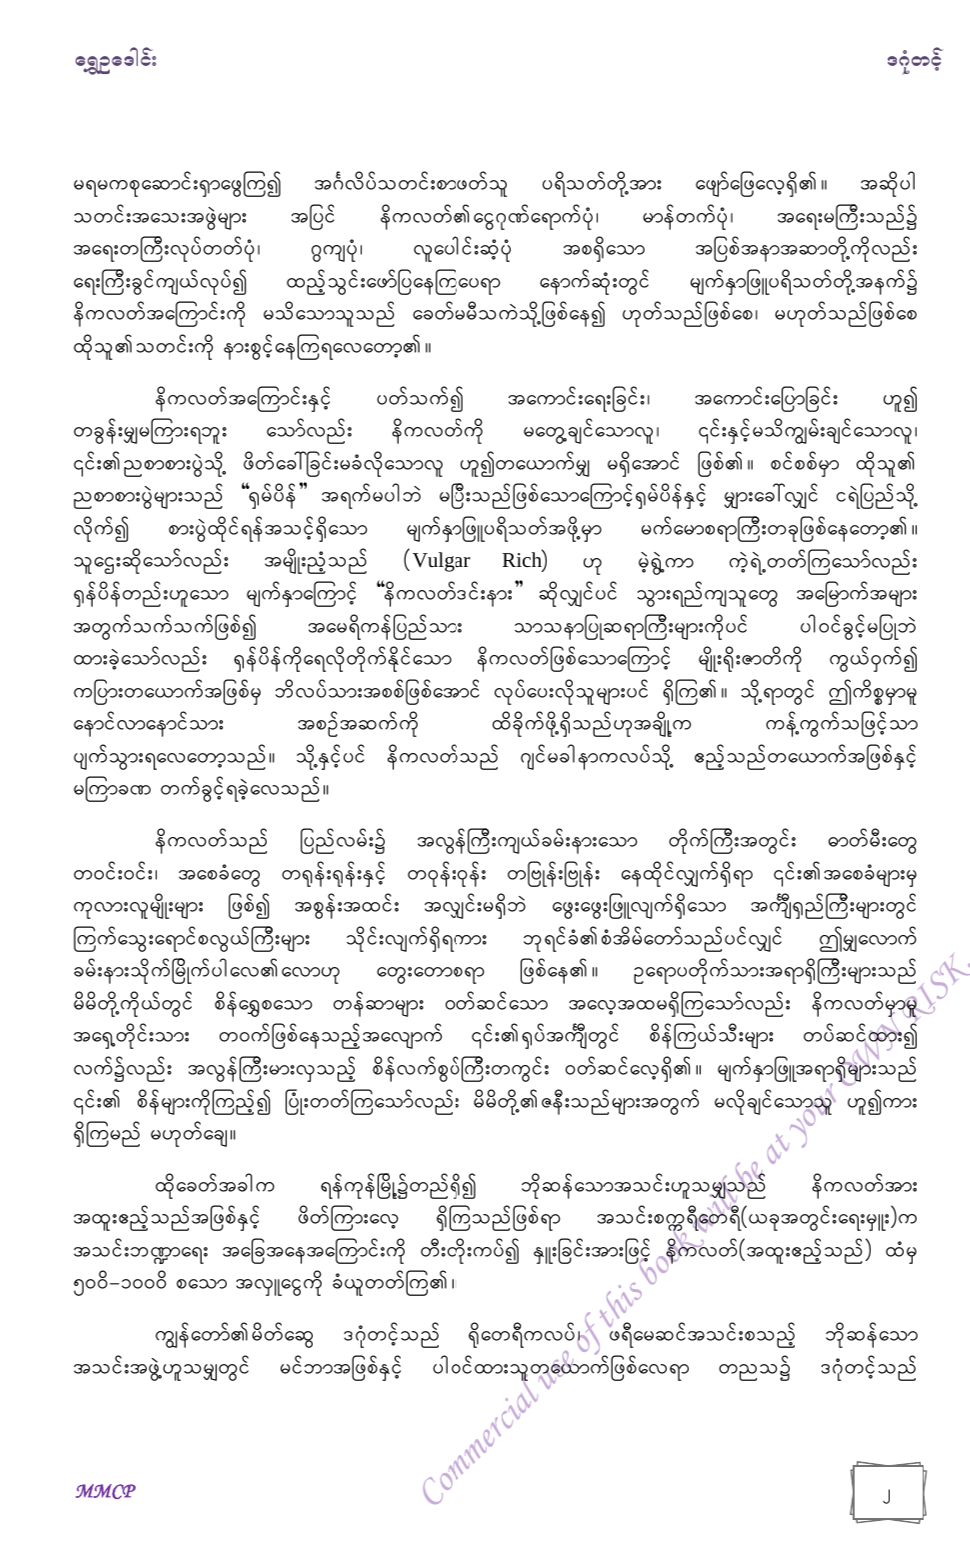 ရွှေဥဒေါင်း ဒဂုံတင့်
မရမကစုဆောင်းရှာဖွေကြ၍ အင်္ဂလိပ်သတင်းစာဖတ်သူ ပရိသတ်တို့အား ဖျော်ဖြေလေ့ရှိ၏။ အဆိုပါ
သတင်းအသေးအဖွဲများ အပြင် နိကလတ်၏ငွေဂုဏ်ရောက်ပုံ၊ မာန်တက်ပုံ၊ အရေးမကြီးသည်၌
အရေးတကြီးလုပ်တတ်ပုံ၊ ဂွကျပုံ၊ လူပေါင်းဆံ့ပုံ အစရှိသော အပြစ်အနာအဆာတို့ကိုလည်း
ရေးကြီးခွင်ကျယ်လုပ်၍ ထည့်သွင်းဖော်ပြနေကြပေရာ နောက်ဆုံးတွင် မျက်နှာဖြူပရိသတ်တို့အနက်၌
နိကလတ်အကြောင်းကို မသိသောသူသည် ခေတ်မမီသကဲသို့ဖြစ်နေ၍ ဟုတ်သည်ဖြစ်စေ၊ မဟုတ်သည်ဖြစ်စေ
ထိုသူ၏သတင်းကို နားစွင့်နေကြရလေတော့၏။
နိကလတ်အကြောင်းနှင့် ပတ်သက်၍ အကောင်းရေးခြင်း၊ အကောင်းပြောခြင်း ဟူ၍
တခွန်းမျှမကြားရဘူး သော်လည်း နိကလတ်ကို မတွေ့ချင်သောလူ၊ ၎င်းနှင့်မသိကျွမ်းချင်သောလူ၊
၎င်း၏ညစာစားပွဲသို့ ဖိတ်ခေါ်ခြင်းမခံလိုသောလူ ဟူ၍တယောက်မျှ မရှိအောင် ဖြစ်၏။ စင်စစ်မှာ ထိုသူ၏
ညစာစားပွဲများသည် “ရှမ်ပိန်” အရက်မပါဘဲ မပြီးသည်ဖြစ်သောကြောင့်ရှမ်ပိန်နှင့် မျှားခေါ်လျှင် ငရဲပြည်သို့
လိုက်၍ စားပွဲထိုင်ရန်အသင့်ရှိသော မျက်နှာဖြူပရိသတ်အဖို့မှာ မက်မောစရာကြီးတခုဖြစ်နေတော့၏။
သူဌေးဆိုသော်လည်း အမျိုးညံ့သည် (Vulgar Rich) ဟု မဲ့ရွဲ့ကာ ကဲ့ရဲ့တတ်ကြသော်လည်း
ရှန်ပိန်တည်းဟူသော မျက်နှာကြောင့် “နိကလတ်ဒင်းနား” ဆိုလျှင်ပင် သွားရည်ကျသူတွေ အမြောက်အများ
အတွက်သက်သက်ဖြစ်၍ အမေရိကန်ပြည်သား သာသနာပြုဆရာကြီးများကိုပင် ပါဝင်ခွင့်မပြုဘဲ
ထားခဲ့သော်လည်း ရှန်ပိန်ကိုရေလိုတိုက်နိုင်သော နိကလတ်ဖြစ်သောကြောင့် မျိုးရိုးဇာတိကို ကွယ်ဝှက်၍
ကပြားတယောက်အဖြစ်မှ ဘိလပ်သားအစစ်ဖြစ်အောင် လုပ်ပေးလိုသူများပင် ရှိကြ၏။ သို့ရာတွင် ဤကိစ္စမှာမူ
နောင်လာနောင်သား အစဉ်အဆက်ကို ထိခိုက်ဖို့ရှိသည်ဟုအချို့က ကန့်ကွက်သဖြင့်သာ
ပျက်သွားရလေတော့သည်။ သို့နှင့်ပင် နိကလတ်သည် ဂျင်မခါနာကလပ်သို့ ဧည့်သည်တယောက်အဖြစ်နှင့်
မကြာခဏ တက်ခွင့်ရခဲ့လေသည်။
နိကလတ်သည် ပြည်လမ်း၌ အလွန်ကြီးကျယ်ခမ်းနားသော တိုက်ကြီးအတွင်း ဓာတ်မီးတွေ
တဝင်းဝင်း၊ အစေခံတွေ တရုန်းရုန်းနှင့် တဝုန်းဝုန်း တဗြုန်းဗြုန်း နေထိုင်လျှက်ရှိရာ ၎င်း၏အစေခံများမှ
ကုလားလူမျိုးများ ဖြစ်၍ အစွန်းအထင်း အလျှင်းမရှိဘဲ ဖွေးဖွေးဖြူလျက်ရှိသော အင်္ကျီရှည်ကြီးများတွင်
ကြက်သွေးရောင်စလွယ်ကြီးများ သိုင်းလျက်ရှိရကား ဘုရင်ခံ၏စံအိမ်တော်သည်ပင်လျှင် ဤမျှလောက်
ခမ်းနားသိုက်မြိုက်ပါလေ၏လောဟု တွေးတောစရာ ဖြစ်နေ၏။ ဥရောပတိုက်သားအရာရှိကြီးများသည်
မိမိတို့ကိုယ်တွင် စိန်ရွှေစသော တန်ဆာများ ဝတ်ဆင်သော အလေ့အထမရှိကြသော်လည်း နိကလတ်မှာမူ
အရှေ့တိုင်းသား တဝက်ဖြစ်နေသည့်အလျောက် ၎င်း၏ရှပ်အင်္ကျီတွင် စိန်ကြယ်သီးများ တပ်ဆင်ထား၍
လက်၌လည်း အလွန်ကြီးမားလှသည့် စိန်လက်စွပ်ကြီးတကွင်း ဝတ်ဆင်လေ့ရှိ၏။ မျက်နှာဖြူအရာရှိများသည်
၎င်း၏ စိန်များကိုကြည့်၍ ပြုံးတတ်ကြသော်လည်း မိမိတို့၏ဇနီးသည်များအတွက် မလိုချင်သောသူ ဟူ၍ကား
ရှိကြမည် မဟုတ်ချေ။
ထိုခေတ်အခါက ရန်ကုန်မြို့၌တည်ရှိ၍ ဘိုဆန်သောအသင်းဟူသမျှသည် နိကလတ်အား
အထူးဧည့်သည်အဖြစ်နှင့် ဖိတ်ကြားလေ့ ရှိကြသည်ဖြစ်ရာ အသင်းစက္ကရီတေရီ(ယခုအတွင်းရေးမှူး)က
အသင်းဘဏ္ဍာရေး အခြေအနေအကြောင်းကို တီးတိုးကပ်၍ နှူးခြင်းအားဖြင့် နိကလတ်(အထူးဧည့်သည်) ထံမှ
၅၀ဝိ–၁၀၀ဝိ စသော အလှူငွေကို ခံယူတတ်ကြ၏၊
ကျွန်တော်၏မိတ်ဆွေ ဒဂုံတင့်သည် ရိုတေရီကလပ်၊ ဖရီမေဆင်အသင်းစသည့် ဘိုဆန်သော
အသင်းအဖွဲ့ဟူသမျှတွင် မင်ဘာအဖြစ်နှင့် ပါဝင်ထားသူတယောက်ဖြစ်လေရာ တညသ၌ ဒဂုံတင့်သည်
Commercial use of this book will be at your OWN RISK.
MMCP ၂